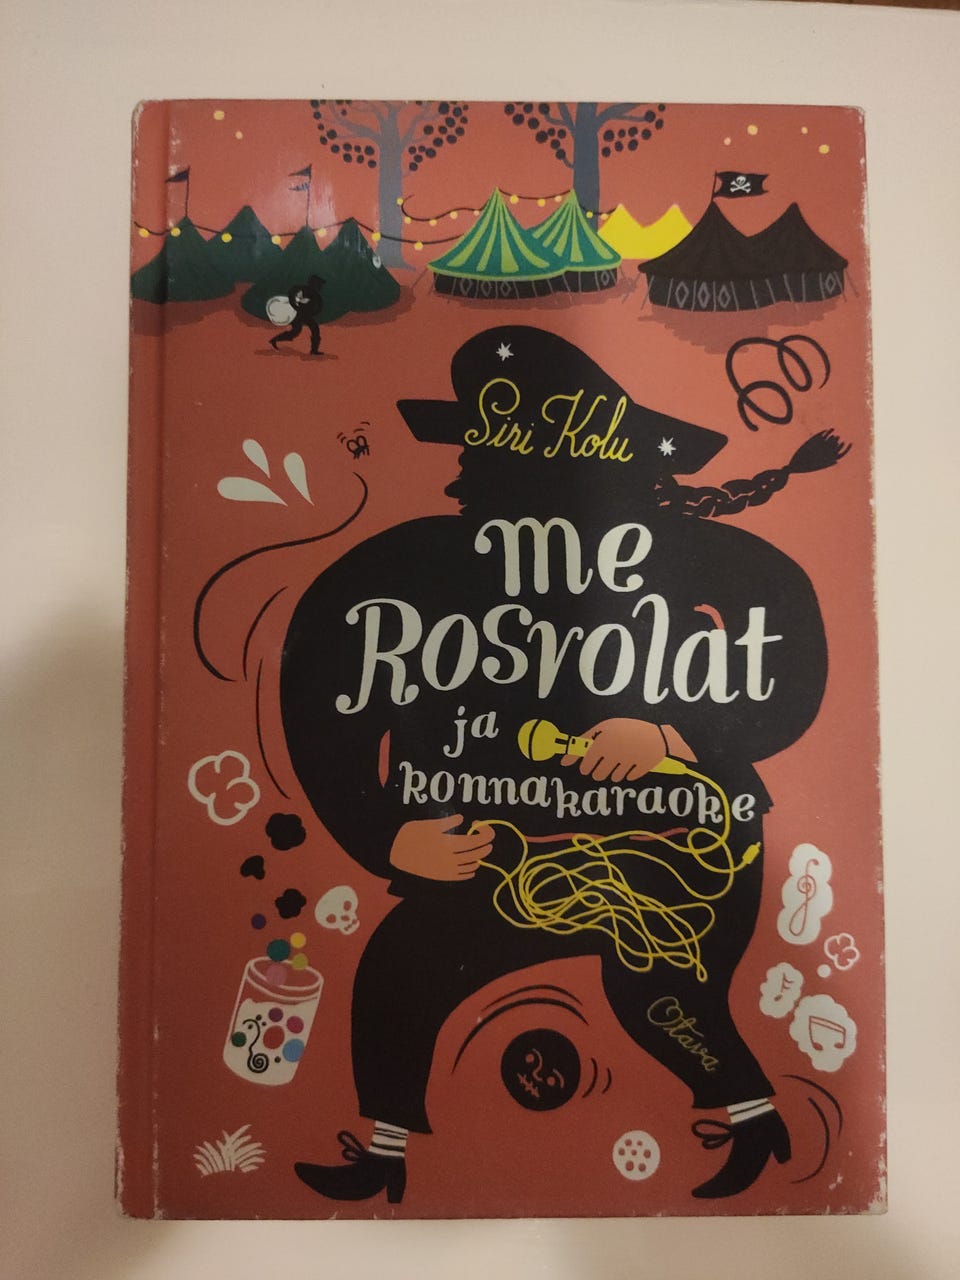 Siri Kolu
me
Rosvolat
ja
konnakaraoke
Otava